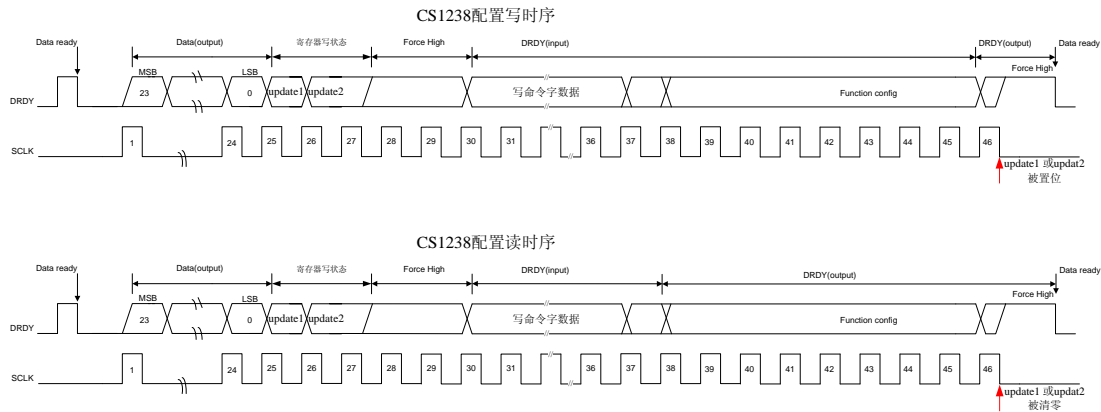 CS1238配置写时序
Data ready Data(output) 寄存器写状态 Force High DRDY(input) DRDY(output) Data ready
MSB LSB Force High
DRDY 23 0 update1 update2 写命令字数据 Function config
SCLK 1 24 25 26 27 28 29 30 31 36 37 38 39 40 41 42 43 44 45 46
update1 或updat2
被置位
CS1238配置读时序
Data ready Data(output) 寄存器写状态 Force High DRDY(input) DRDY(output) Data ready
MSB LSB Force High
DRDY 23 0 update1 update2 写命令字数据 Function config
SCLK 1 24 25 26 27 28 29 30 31 36 37 38 39 40 41 42 43 44 45 46
update1 或updat2
被清零